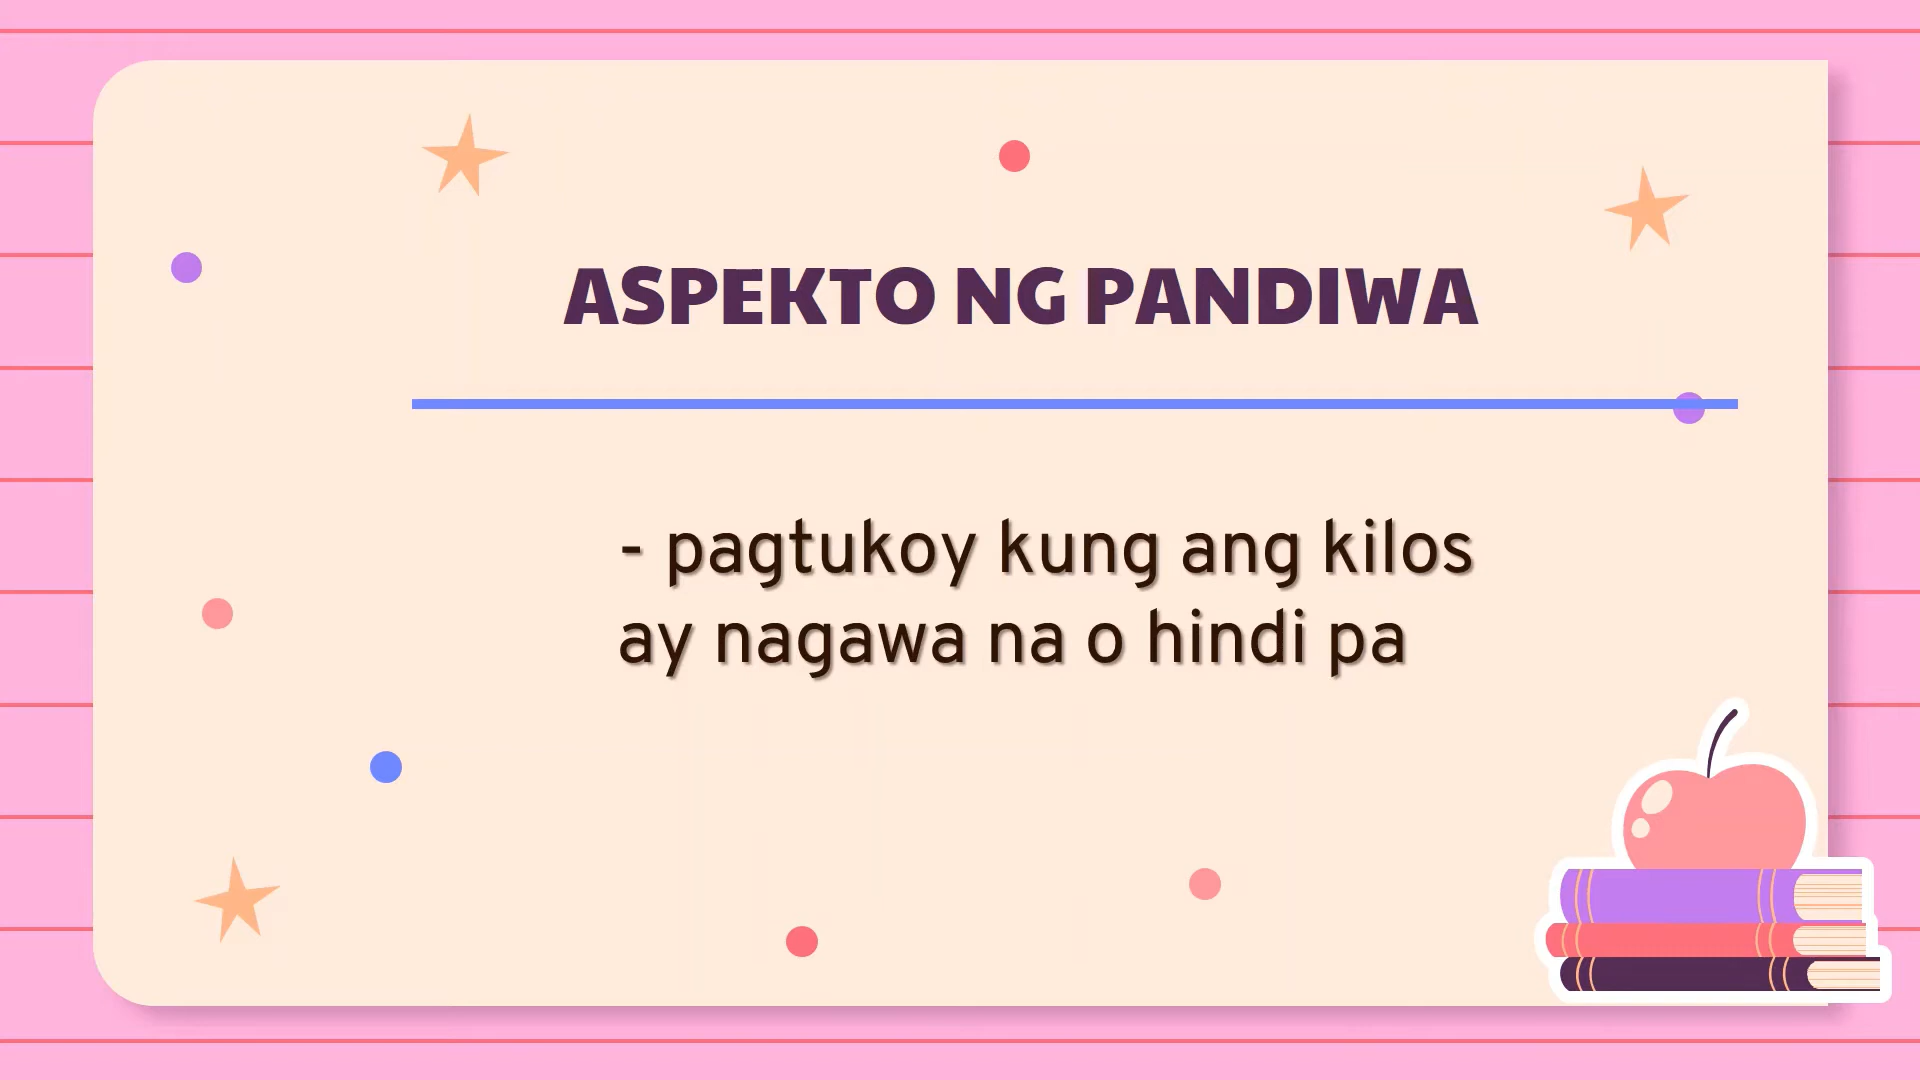 ASPEKTO NG PANDIWA
- pagtukoy kung ang kilos
ay nagawa na o hindi pa